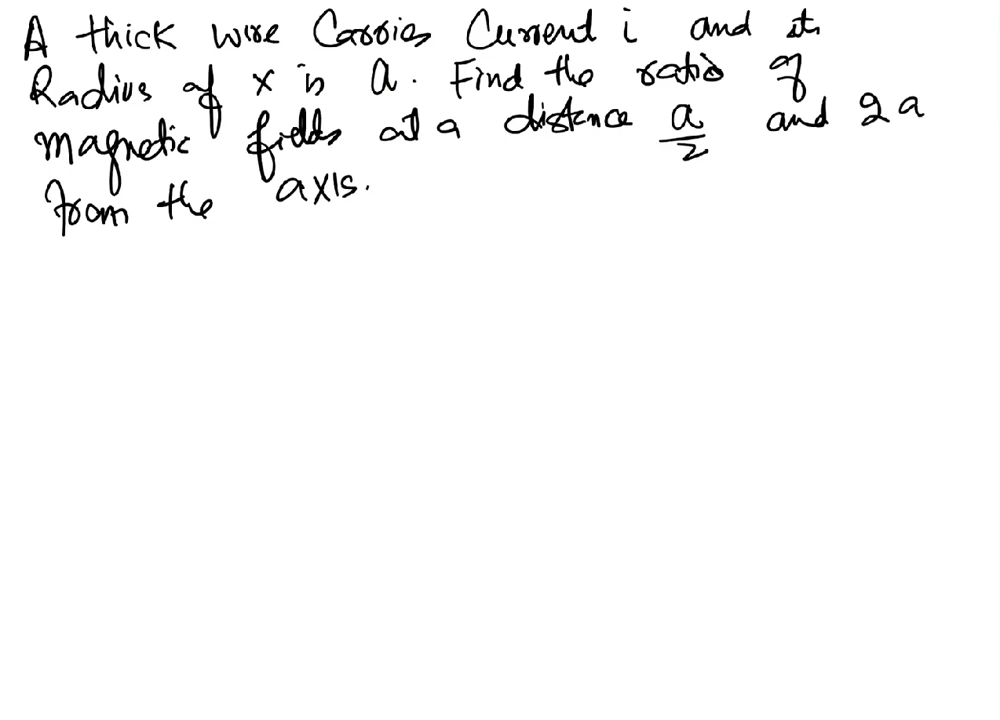 A thick wire Carries Current i and its
Radius of x is a. Find the ratio of
magnetic fields at a distance a/2 and 2a
from the axis.